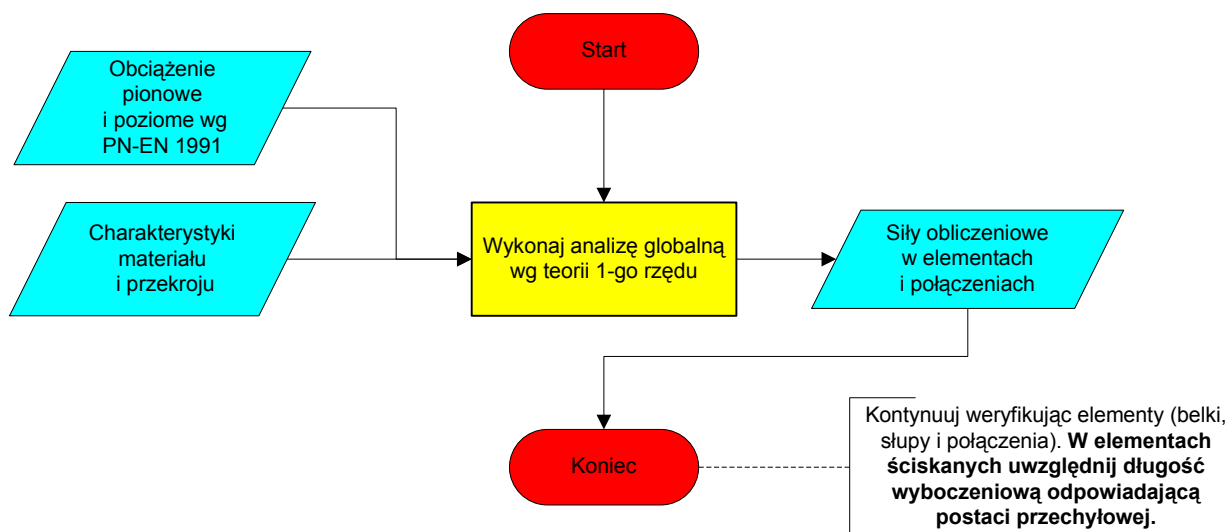 Start
Obciążenie
pionowe
i poziome wg
PN-EN 1991
Charakterystyki
materiału
i przekroju
Wykonaj analizę globalną
wg teorii 1-go rzędu
Siły obliczeniowe
w elementach
i połączeniach
Koniec
Kontynuuj weryfikując elementy (belki,
słupy i połączenia). W elementach
ściskanych uwzględnij długość
wyboczeniową odpowiadającą
postaci przechyłowej.